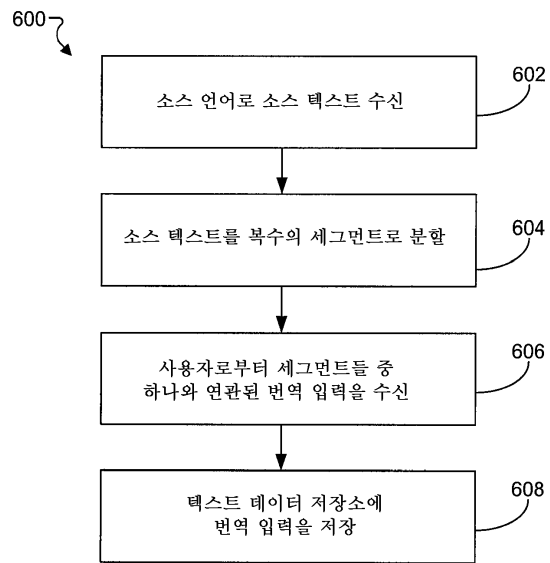 600
소스 언어로 소스 텍스트 수신
602
소스 텍스트를 복수의 세그먼트로 분할
604
사용자로부터 세그먼트들 중
하나와 연관된 번역 입력을 수신
606
텍스트 데이터 저장소에
번역 입력을 저장
608